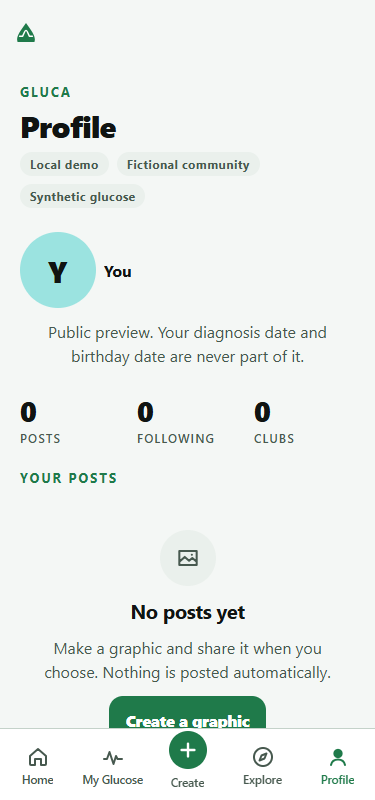 GLUCA
Profile
Local demo
Fictional community
Synthetic glucose
Y
You
Public preview. Your diagnosis date and
birthday date are never part of it.
0
0
0
POSTS
FOLLOWING
CLUBS
YOUR POSTS
No posts yet
Make a graphic and share it when you
choose. Nothing is posted automatically.
Create a graphic
Home
My Glucose
Create
Explore
Profile